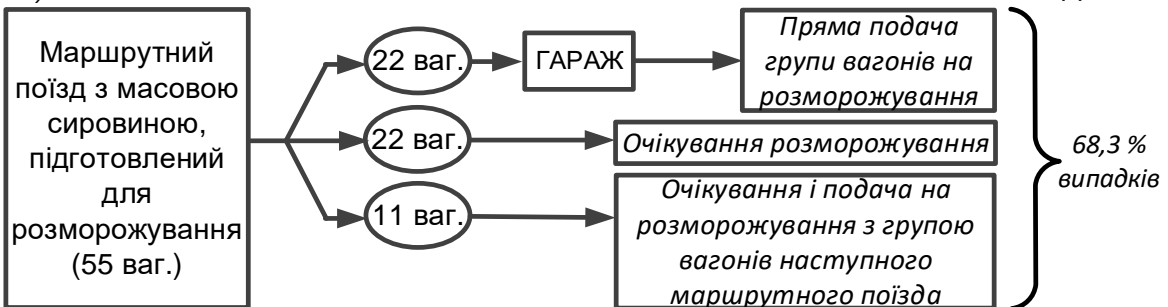 Маршрутний
поїзд з масовою
сировиною,
підготовлений
для
розморожування
(55 ваг.)
22 ваг.
ГАРАЖ
Пряма подача
групи вагонів на
розморожування
22 ваг.
Очікування розморожування
11 ваг.
Очікування і подача на
розморожування з групою
вагонів наступного
маршрутного поїзда
68,3 %
випадків